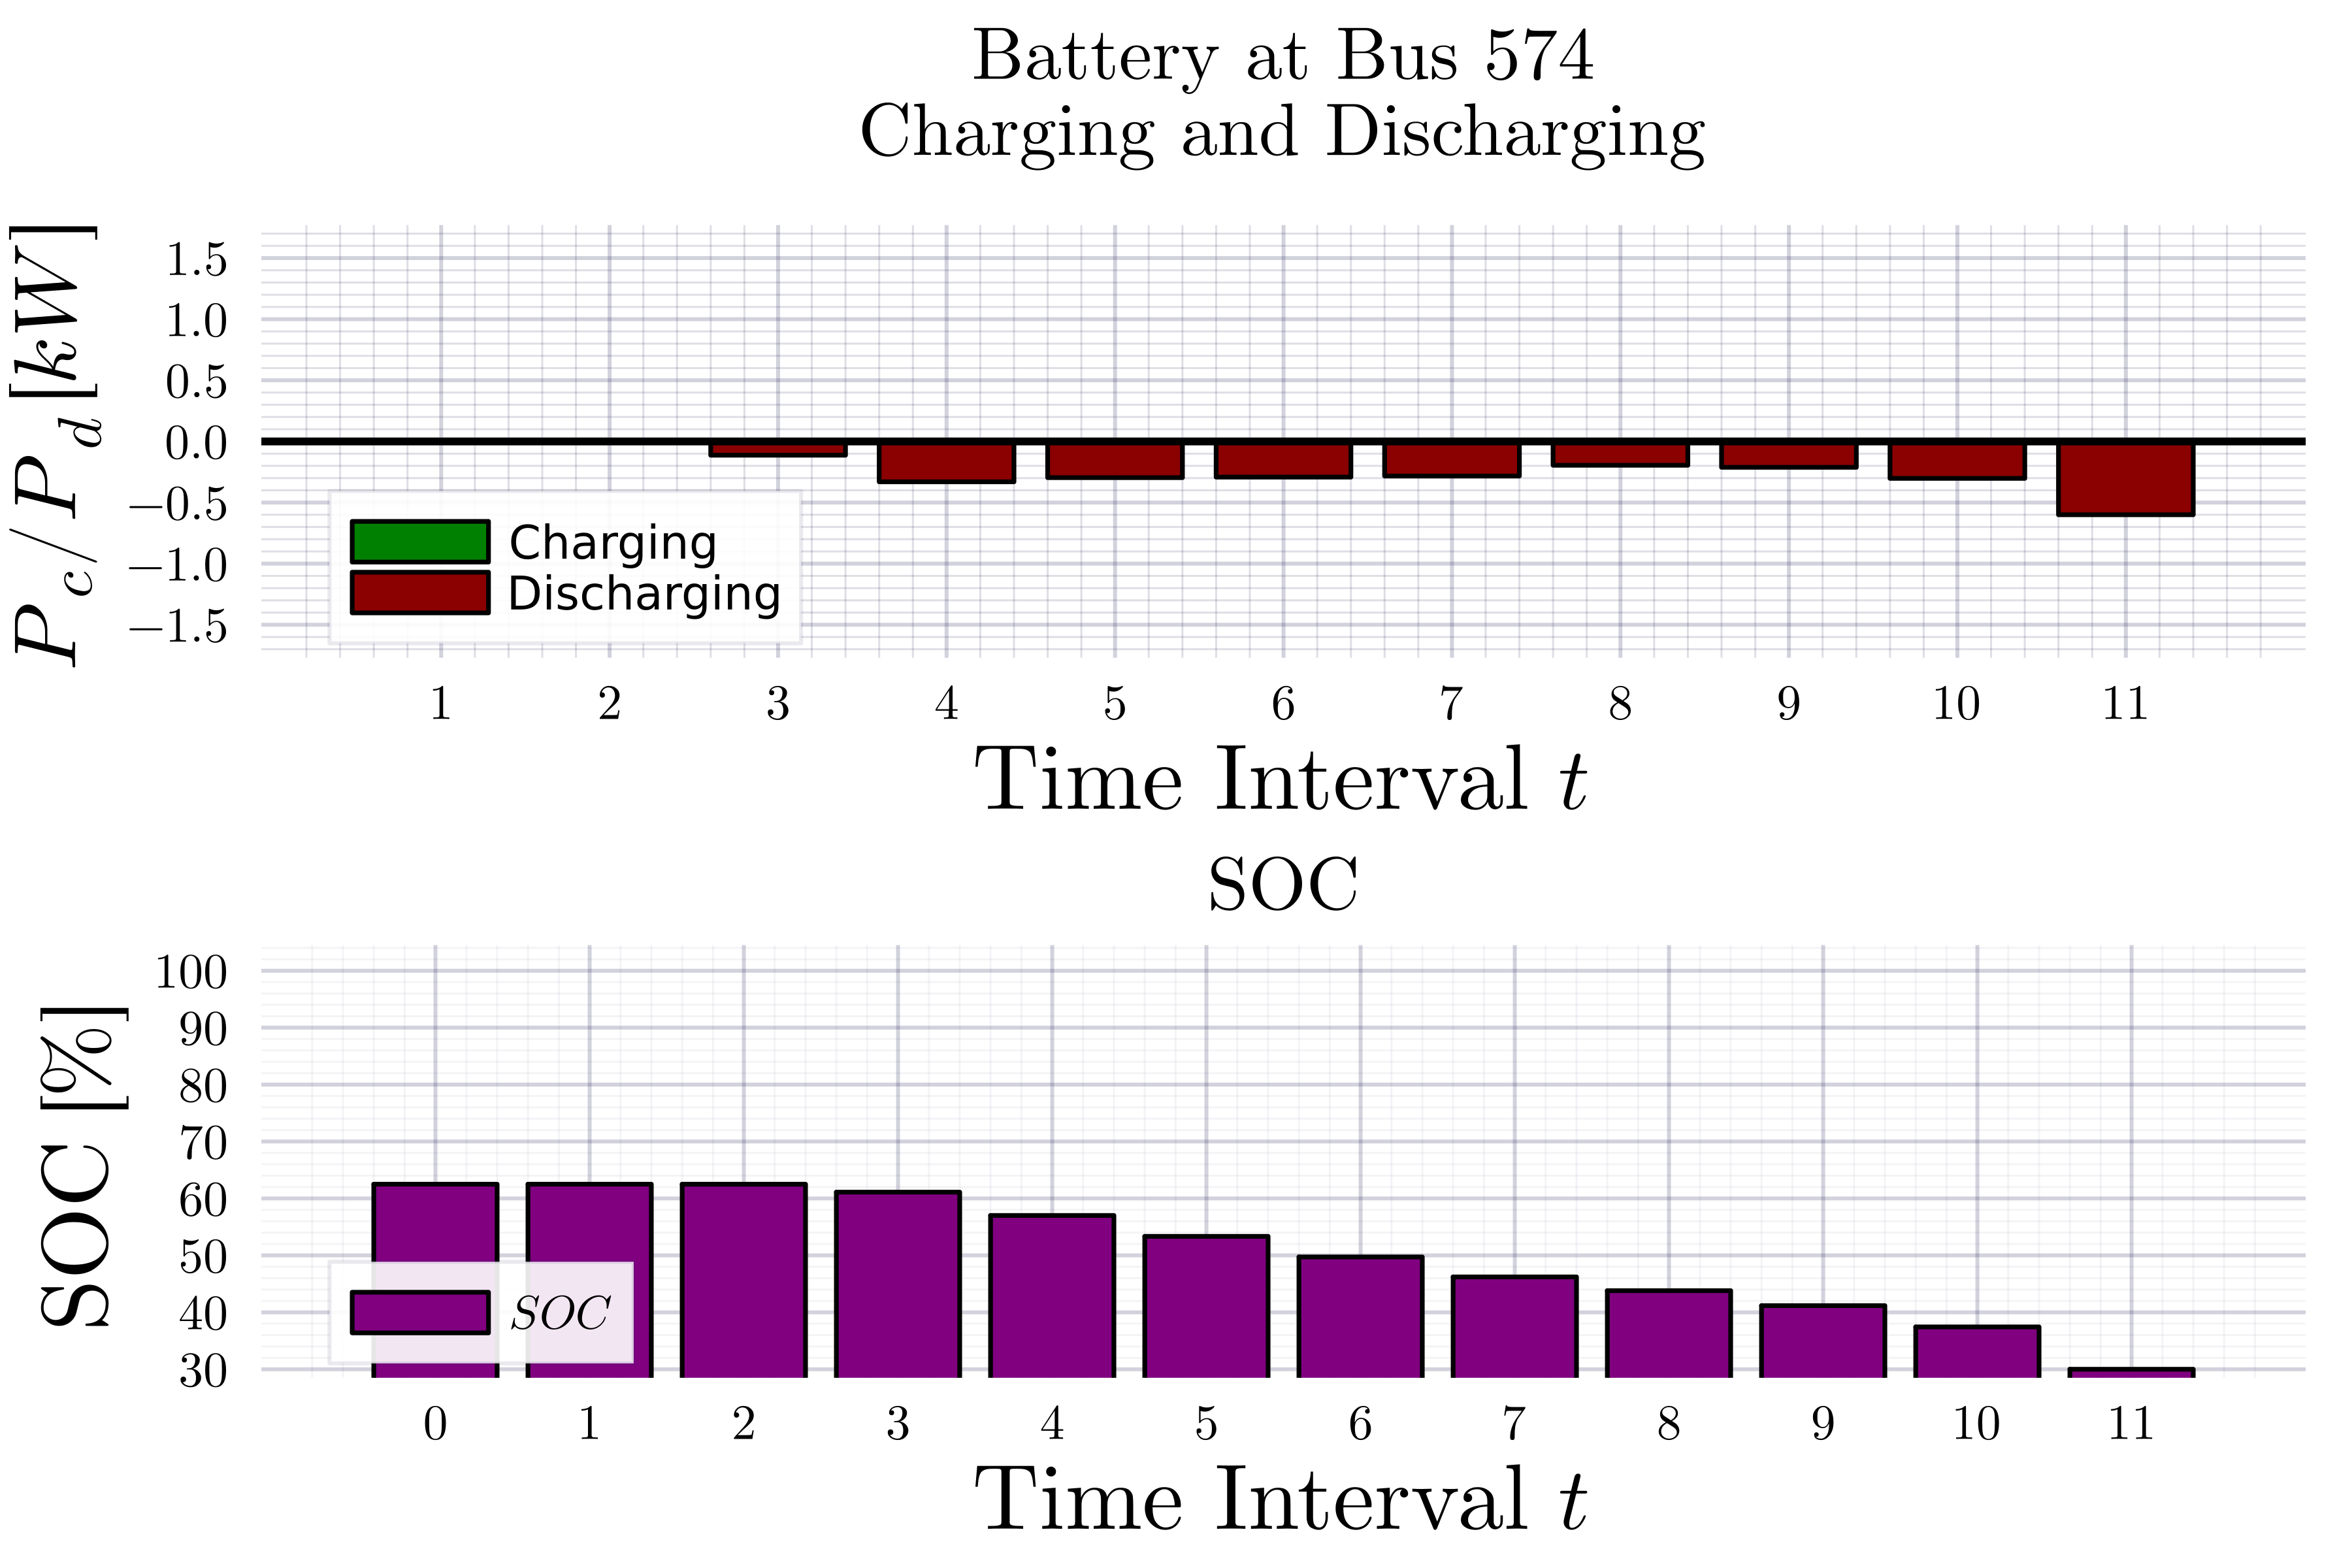 Battery at Bus 574
Charging and Discharging
P_c/P_d [kW]
1.5
1.0
0.5
0.0
−0.5
−1.0
−1.5
Charging
Discharging
1 2 3 4 5 6 7 8 9 10 11
Time Interval t
SOC
SOC [%]
100
90
80
70
60
50
40
30
SOC
0 1 2 3 4 5 6 7 8 9 10 11
Time Interval t